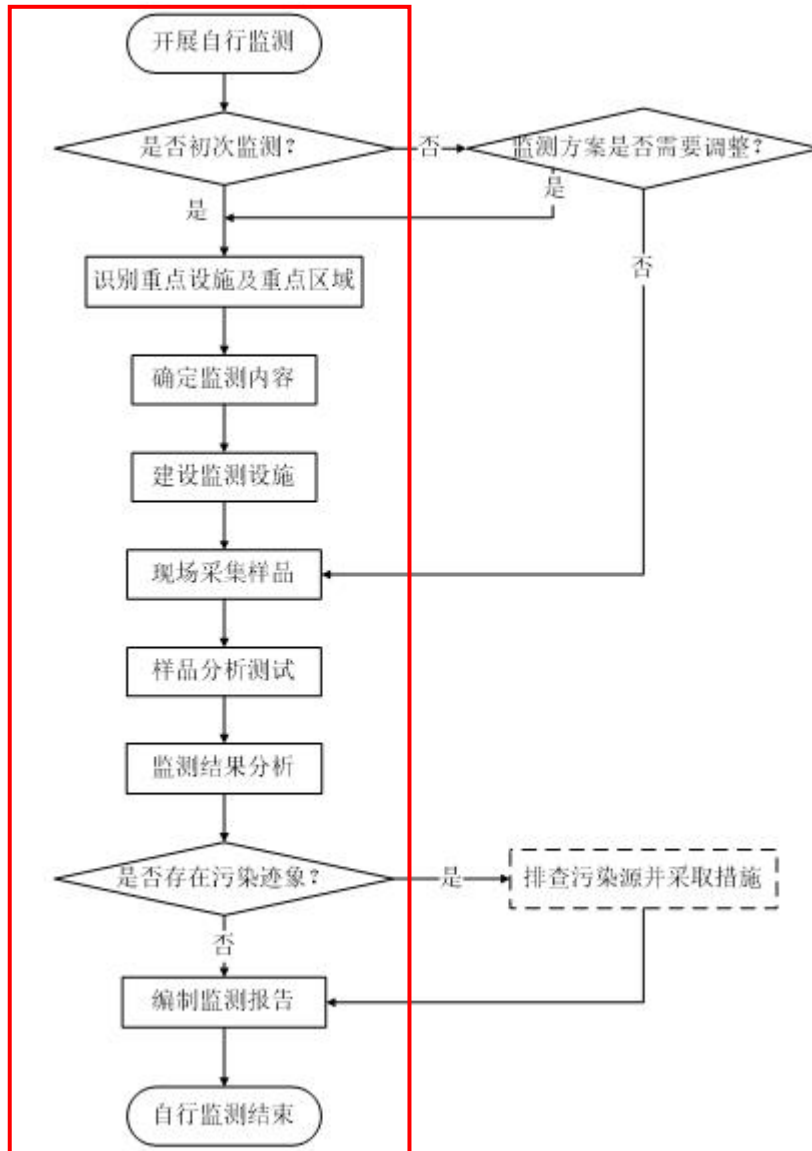 开展自行监测
是否初次监测？
否
监测方案是否需要调整？
是
是
否
识别重点设施及重点区域
确定监测内容
建设监测设施
现场采集样品
样品分析测试
监测结果分析
是否存在污染迹象？
是
排查污染源并采取措施
否
编制监测报告
自行监测结束